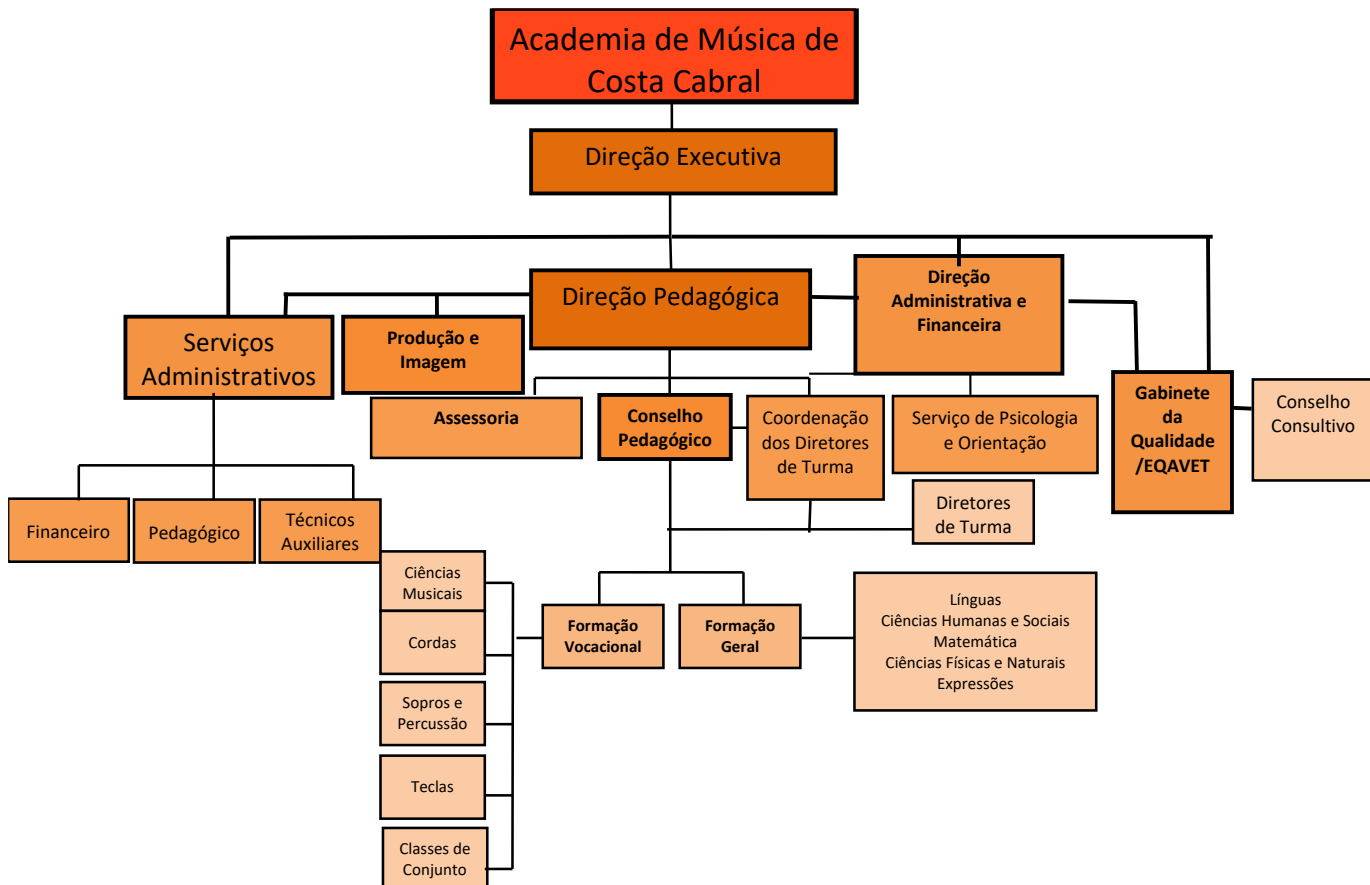 Academia de Música de
Costa Cabral
Direção Executiva
Direção Pedagógica
Direção
Administrativa e
Financeira
Serviços
Administrativos
Produção e
Imagem
Assessoria
Conselho
Pedagógico
Coordenação
dos Diretores
de Turma
Serviço de Psicologia
e Orientação
Gabinete
da
Qualidade
/EQAVET
Conselho
Consultivo
Diretores
de Turma
Financeiro
Pedagógico
Técnicos
Auxiliares
Ciências
Musicais
Cordas
Sopros e
Percussão
Teclas
Classes de
Conjunto
Formação
Vocacional
Formação
Geral
Línguas
Ciências Humanas e Sociais
Matemática
Ciências Físicas e Naturais
Expressões